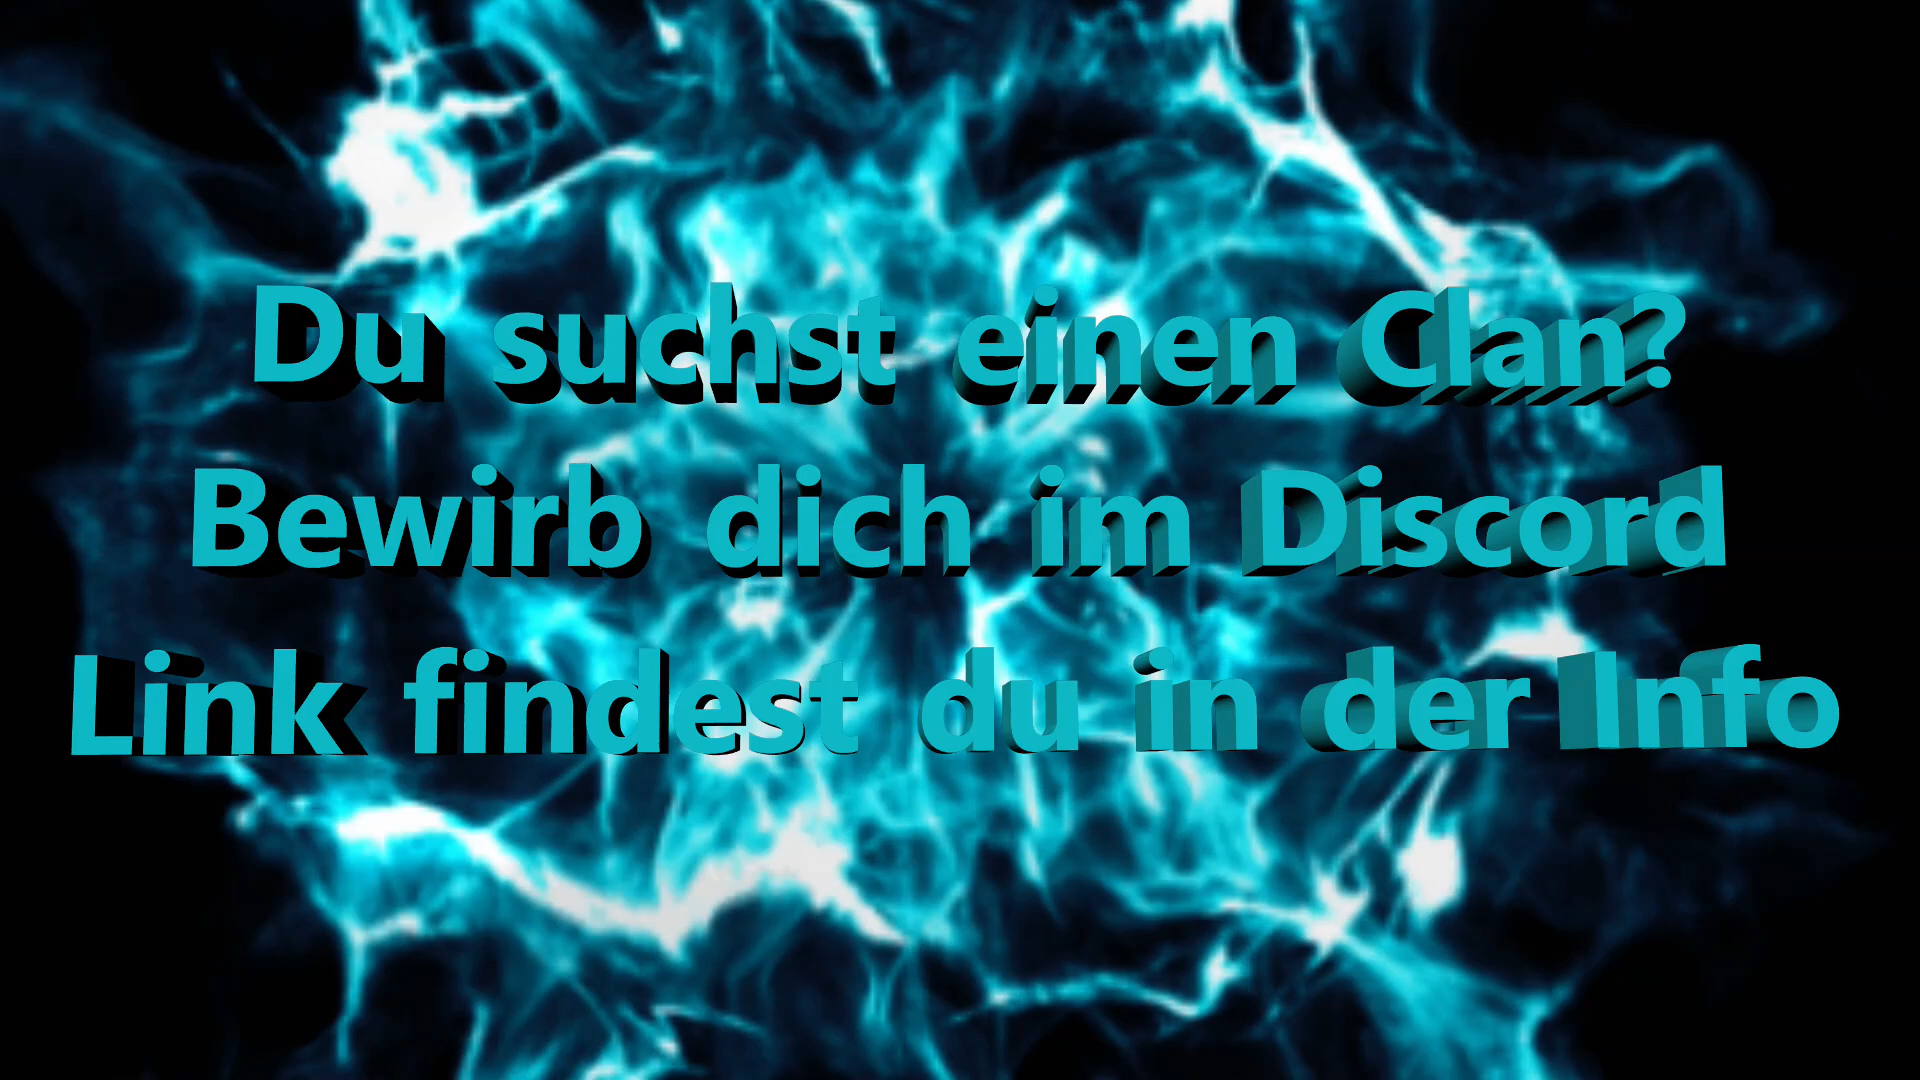 Du suchst einen Clan?
Bewirb dich im Discord
Link findest du in der Info